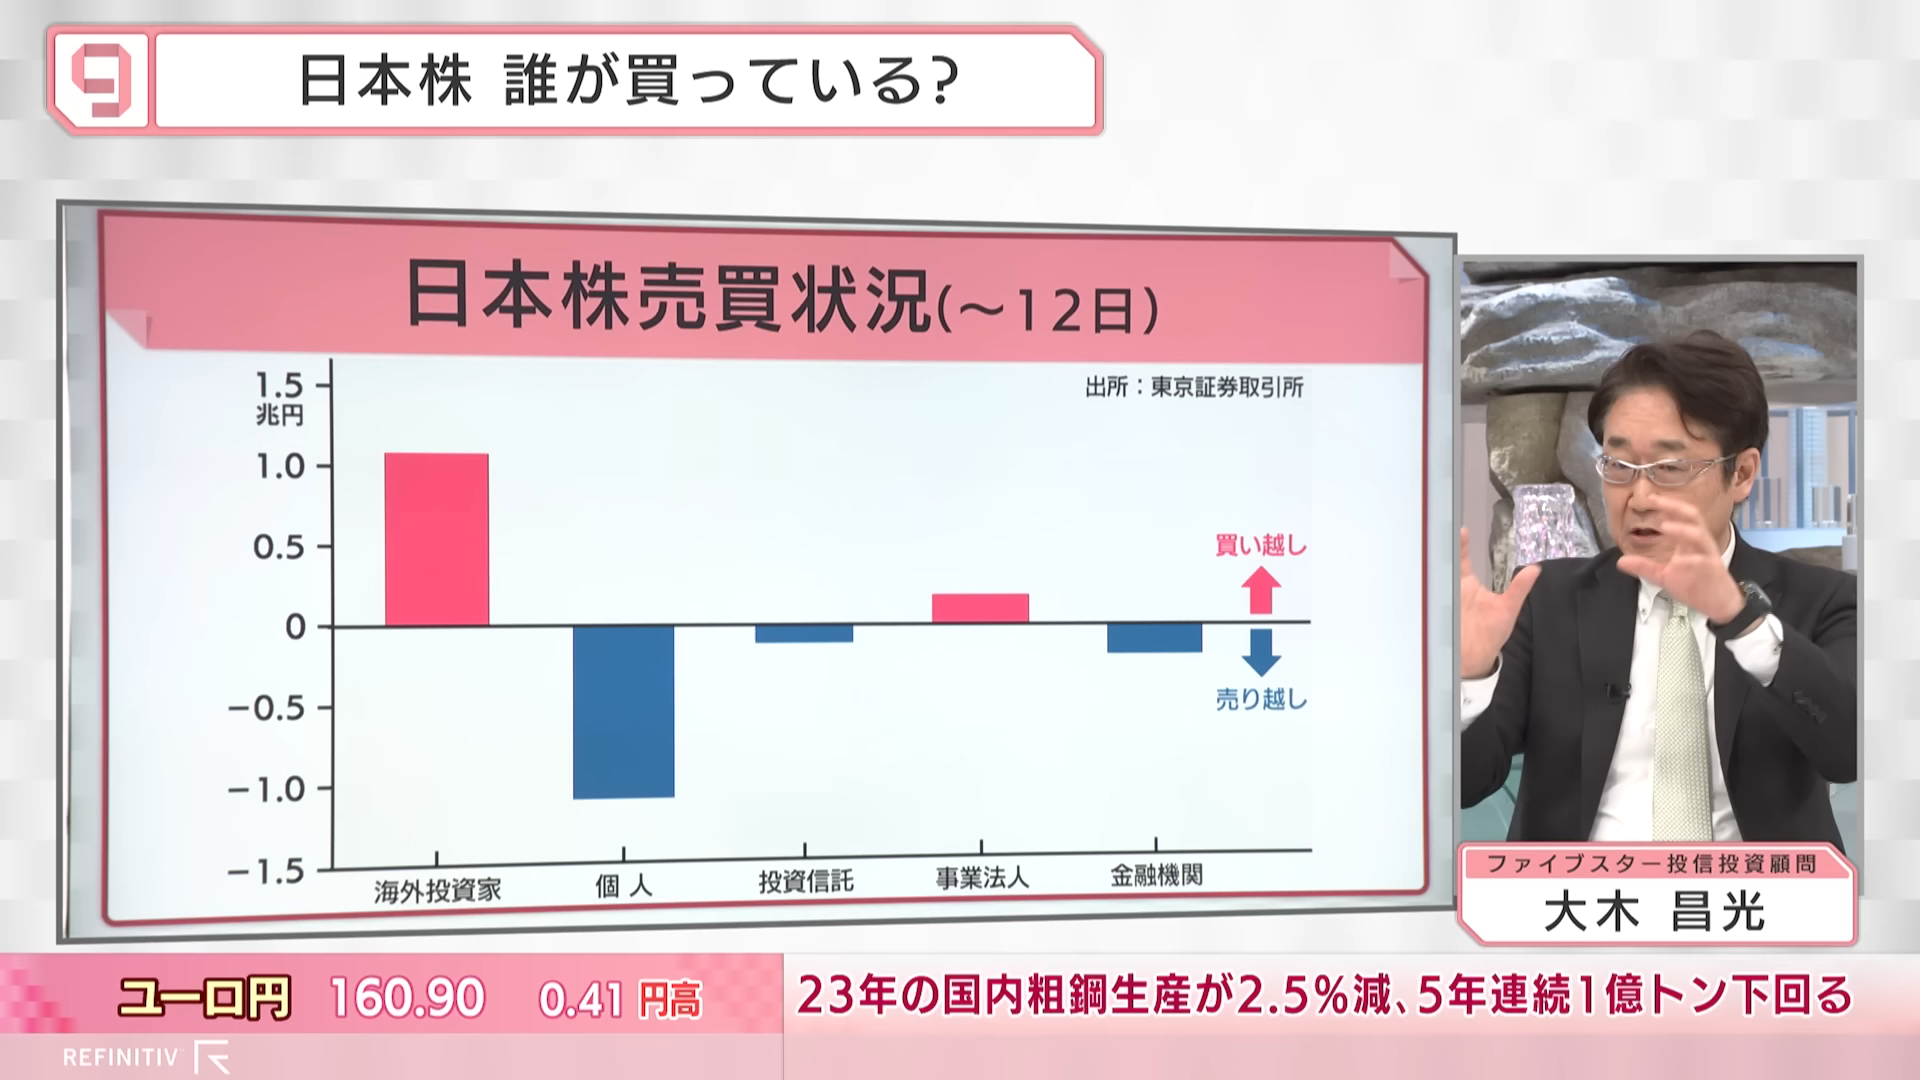 9
日本株 誰が買っている?
日本株売買状況(~12日)
出所:東京証券取引所
1.5
兆円
1.0
0.5
0
-0.5
-1.0
-1.5
買い越し
売り越し
海外投資家 個人 投資信託 事業法人 金融機関
ファイブスター投信投資顧問
大木 昌光
ユーロ円 160.90 0.41 円高
23年の国内粗鋼生産が2.5%減、5年連続1億トン下回る
REFINITIV